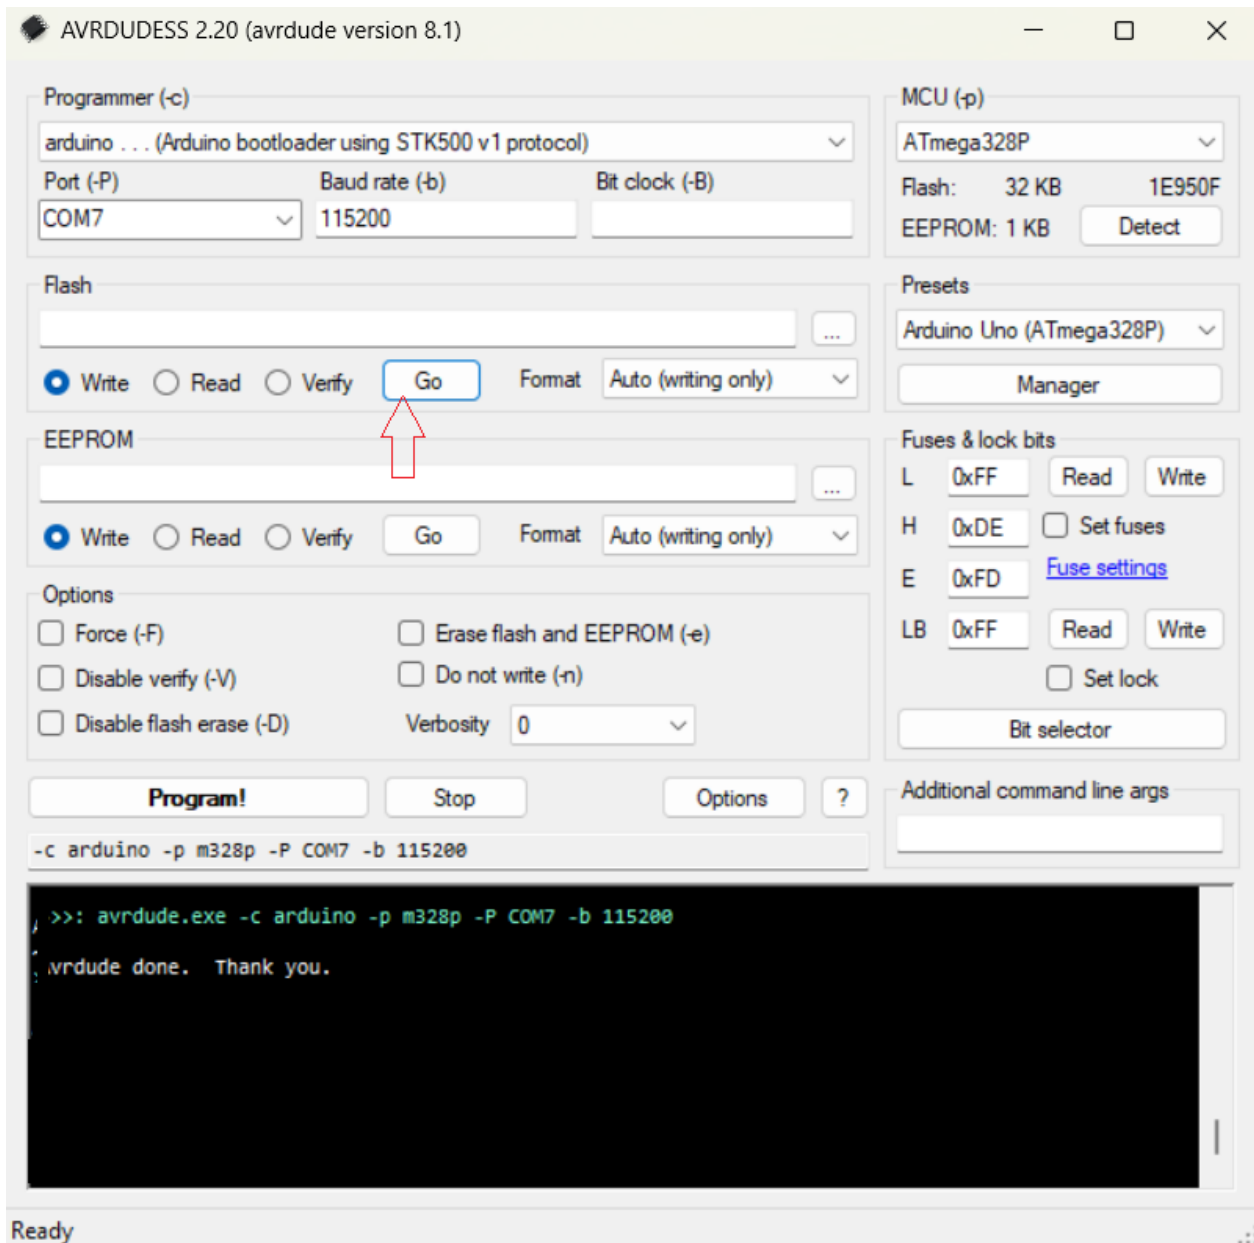 AVRDUDESS 2.20 (avrdude version 8.1)
Programmer (-c)
arduino . . . (Arduino bootloader using STK500 v1 protocol)
Port (-P) Baud rate (-b) Bit clock (-B)
COM7 115200
MCU (-p)
ATmega328P
Flash: 32 KB 1E950F
EEPROM: 1 KB Detect
Flash
...
Write Read Verify Go Format Auto (writing only)
Presets
Arduino Uno (ATmega328P)
Manager
EEPROM
...
Write Read Verify Go Format Auto (writing only)
Fuses & lock bits
L 0xFF Read Write
H 0xDE Set fuses
E 0xFD Fuse settings
LB 0xFF Read Write
Set lock
Bit selector
Options
Force (-F) Erase flash and EEPROM (-e)
Disable verify (-V) Do not write (-n)
Disable flash erase (-D) Verbosity 0
Program! Stop Options ?
Additional command line args
-c arduino -p m328p -P COM7 -b 115200
>>: avrdude.exe -c arduino -p m328p -P COM7 -b 115200
vrdude done. Thank you.
Ready